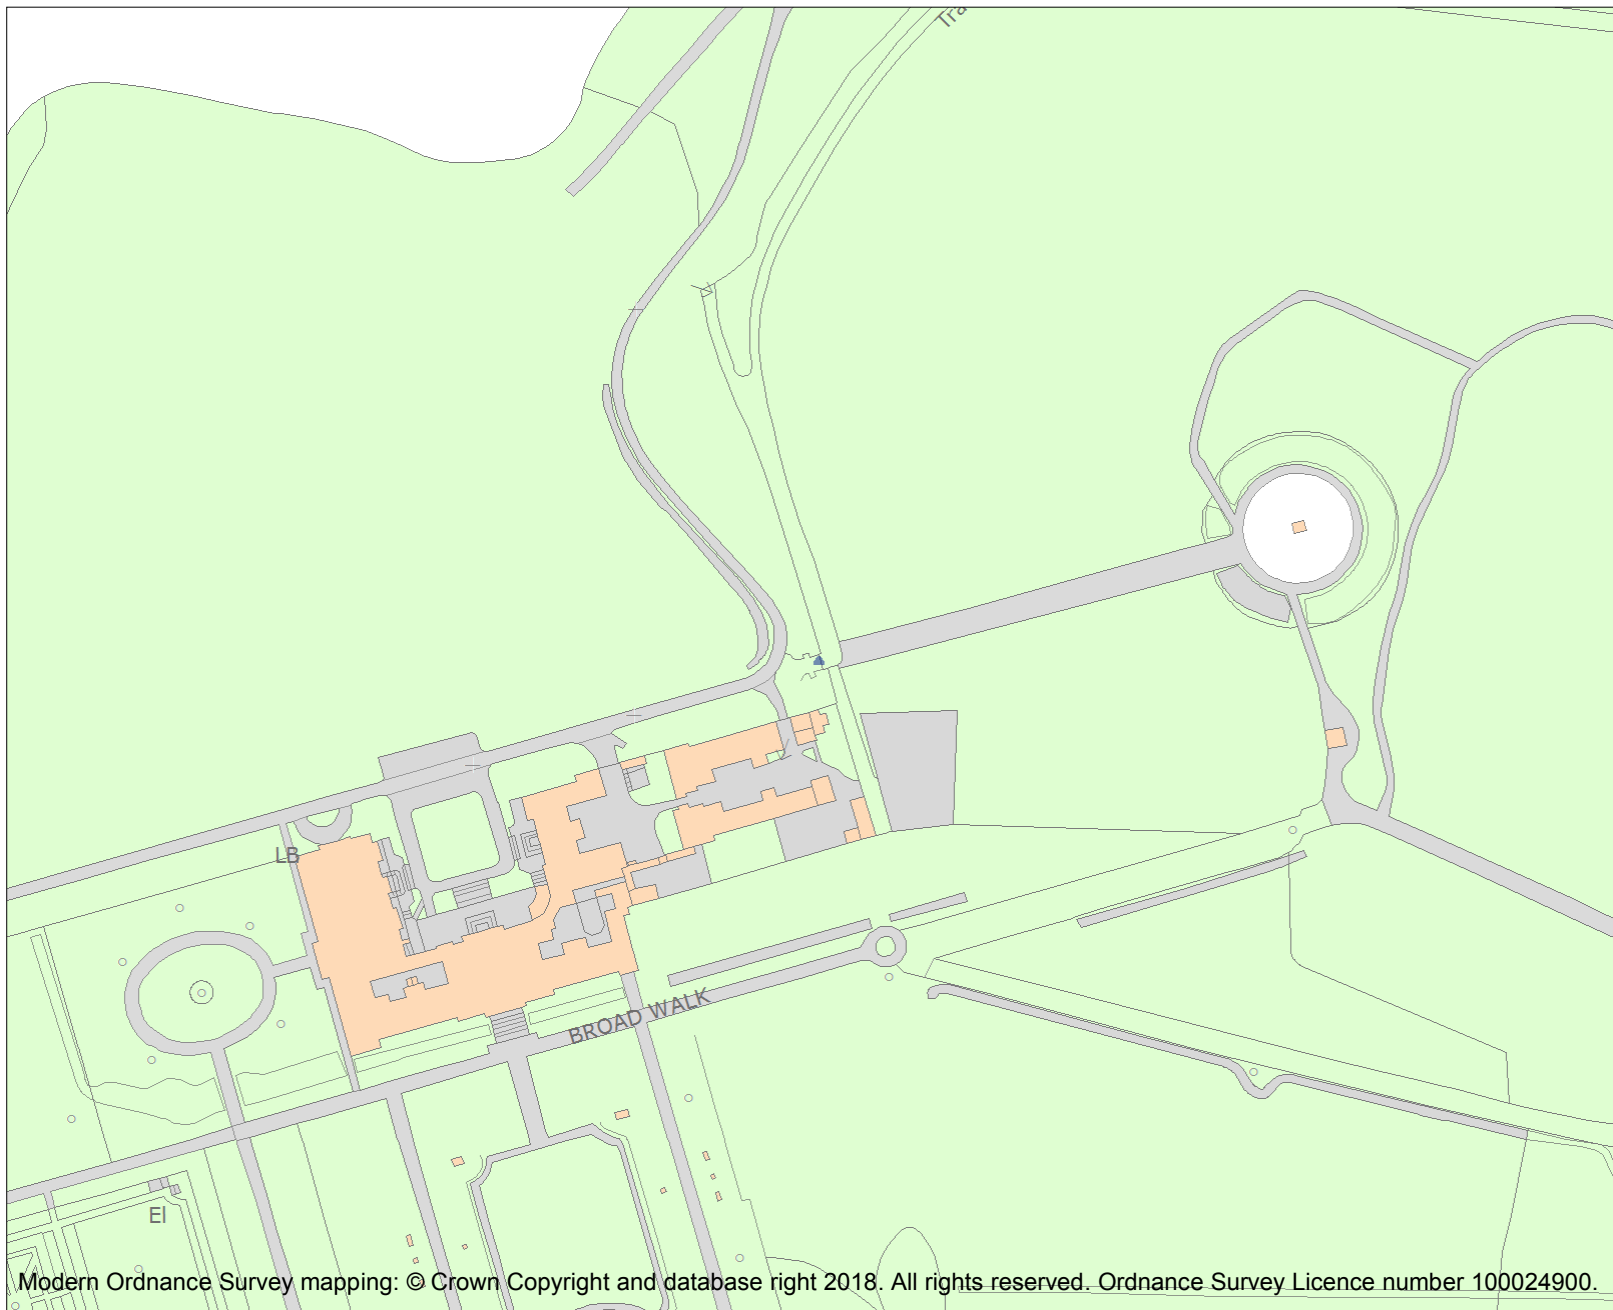 Tra
LB
BROAD WALK
El
Modern Ordnance Survey mapping: © Crown Copyright and database right 2018. All rights reserved. Ordnance Survey Licence number 100024900.